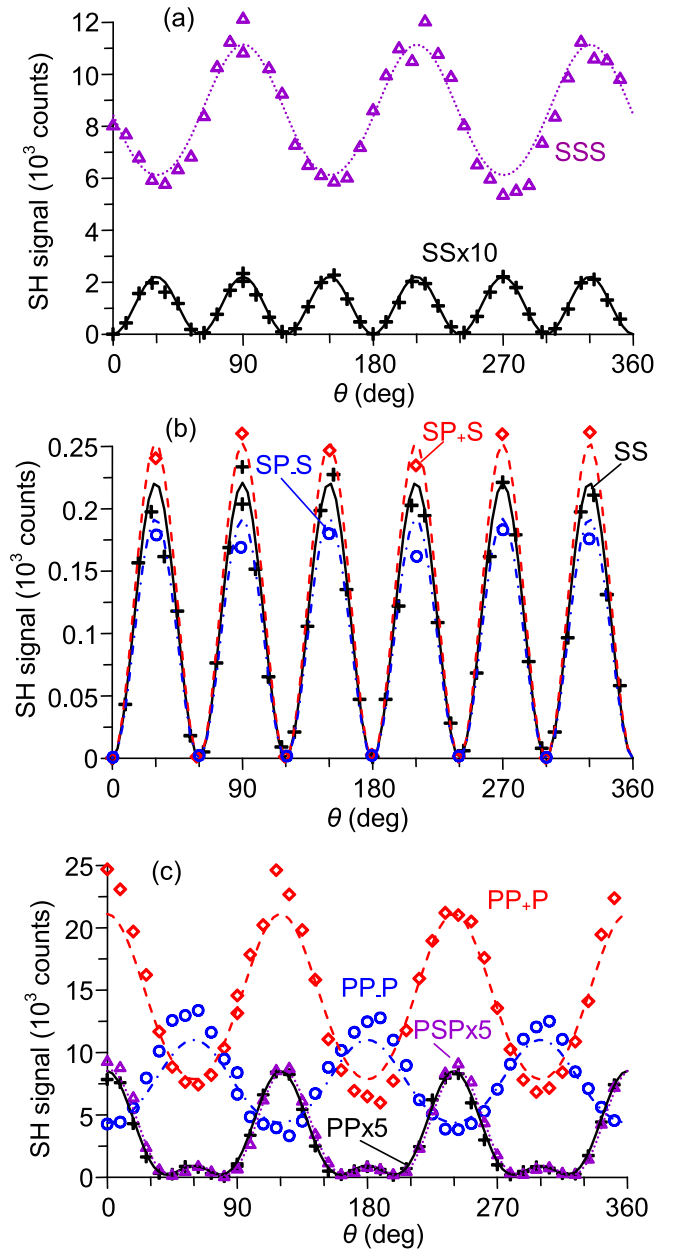 (a)
SH signal (10³ counts)
12
10
8
6
4
2
0
SSS
SSx10
0 90 180 270 360
θ (deg)
(b)
SH signal (10³ counts)
0.25
0.2
0.15
0.1
0.05
0
SP₊S
SP₋S
SS
0 90 180 270 360
θ (deg)
(c)
SH signal (10³ counts)
25
20
15
10
5
0
PP₊P
PP₋P
PSPx5
PPx5
0 90 180 270 360
θ (deg)